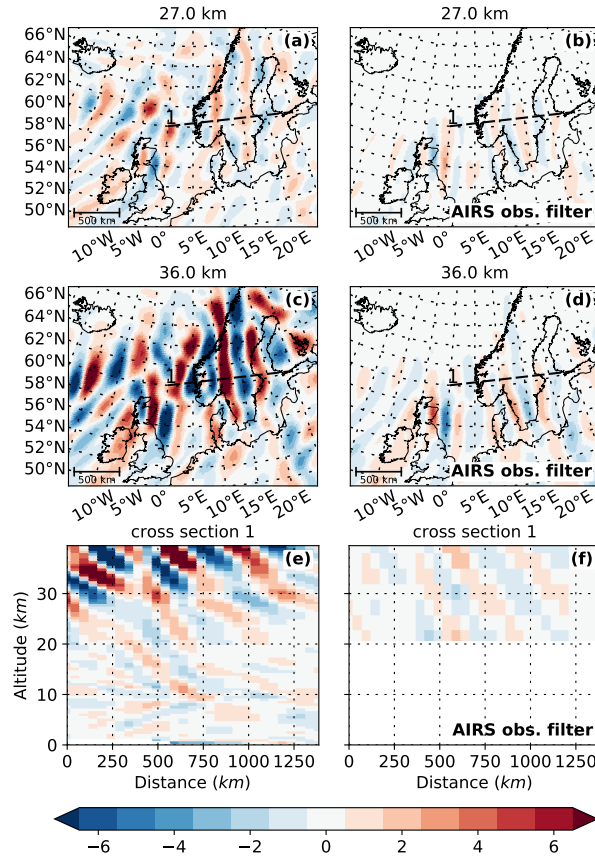 27.0 km 27.0 km
66°N (a) (b)
64°N
62°N
60°N
58°N 1 1
56°N
54°N
52°N
50°N
500 km 500 km AIRS obs. filter
10°W 5°W 0° 5°E 10°E 15°E 20°E 10°W 5°W 0° 5°E 10°E 15°E 20°E
36.0 km 36.0 km
66°N (c) (d)
64°N
62°N
60°N
58°N 1 1
56°N
54°N
52°N
50°N
500 km 500 km AIRS obs. filter
10°W 5°W 0° 5°E 10°E 15°E 20°E 10°W 5°W 0° 5°E 10°E 15°E 20°E
cross section 1 cross section 1
(e) (f)
30
20
10
0
Altitude (km)
AIRS obs. filter
0 250 500 750 1000 1250 0 250 500 750 1000 1250
Distance (km) Distance (km)
−6 −4 −2 0 2 4 6